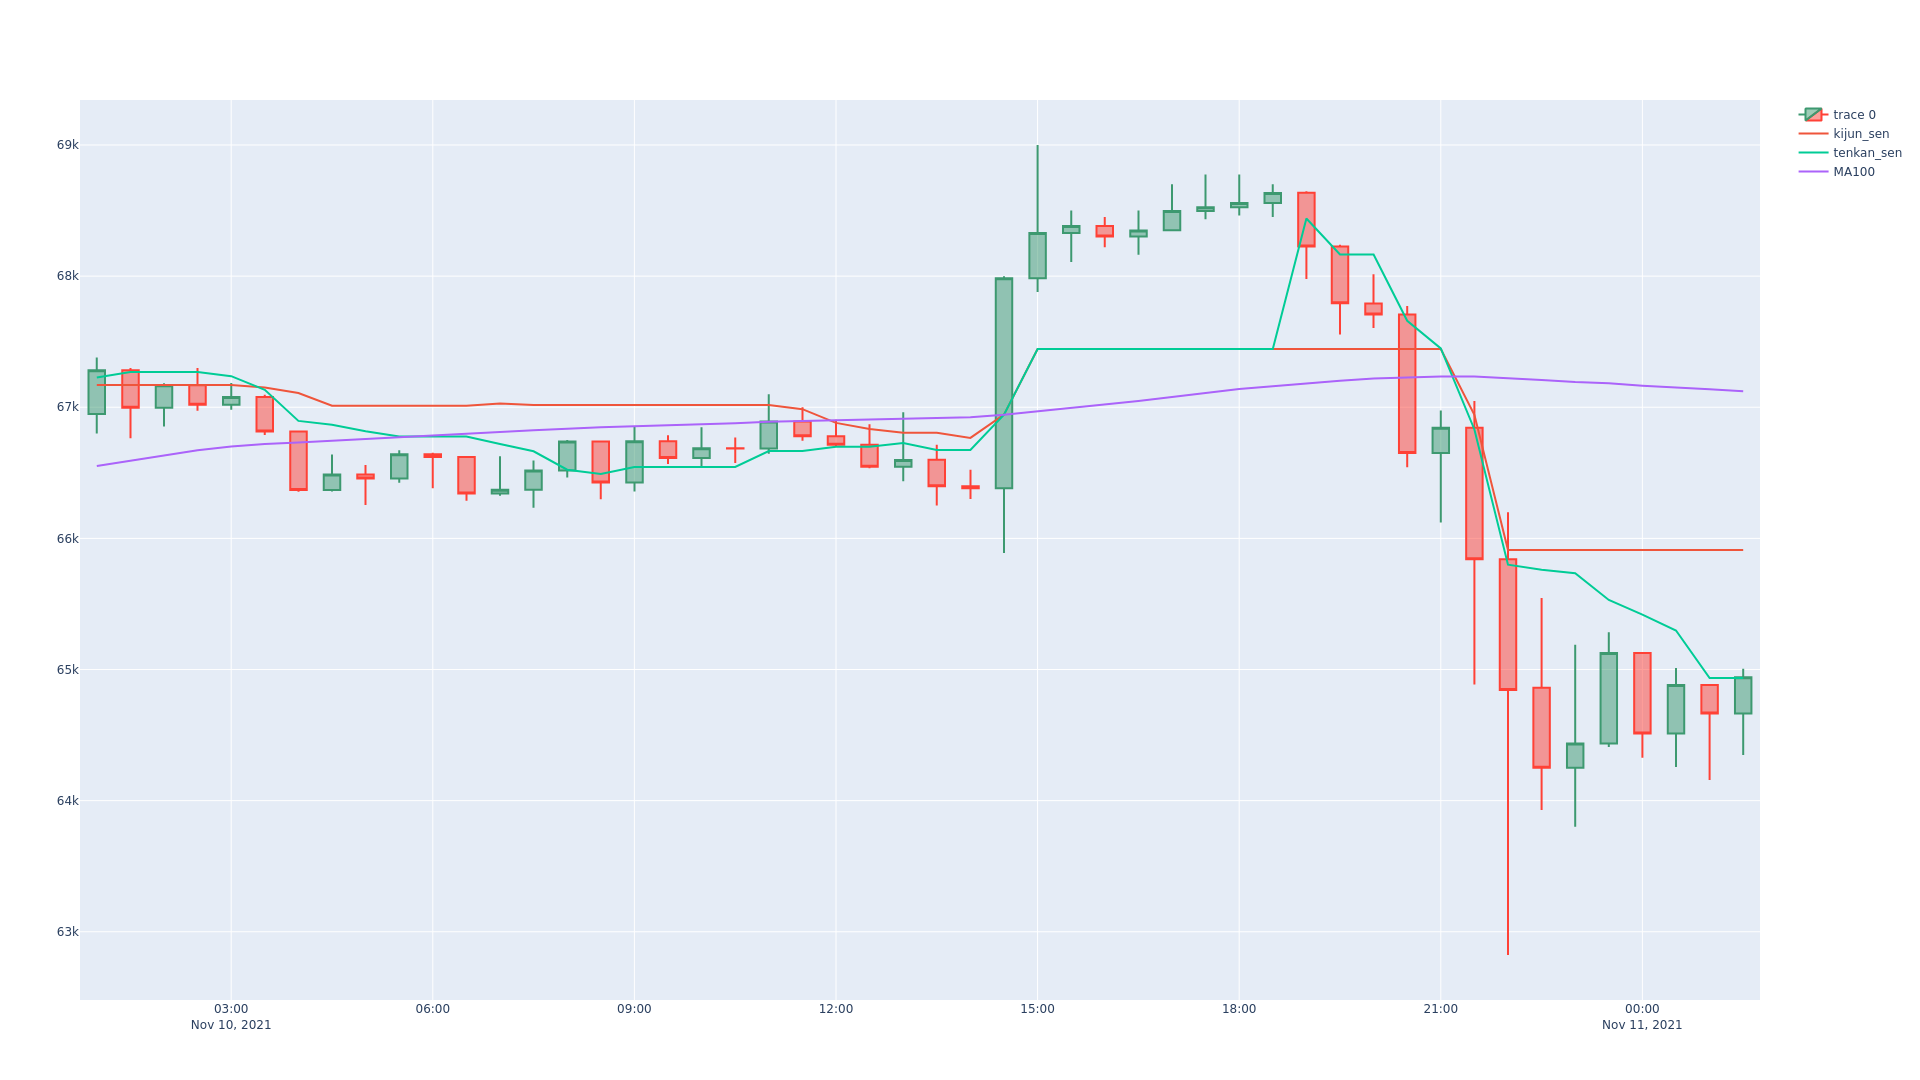 69k
68k
67k
66k
65k
64k
63k
03:00
Nov 10, 2021
06:00
09:00
12:00
15:00
18:00
21:00
00:00
Nov 11, 2021
trace 0
kijun_sen
tenkan_sen
MA100